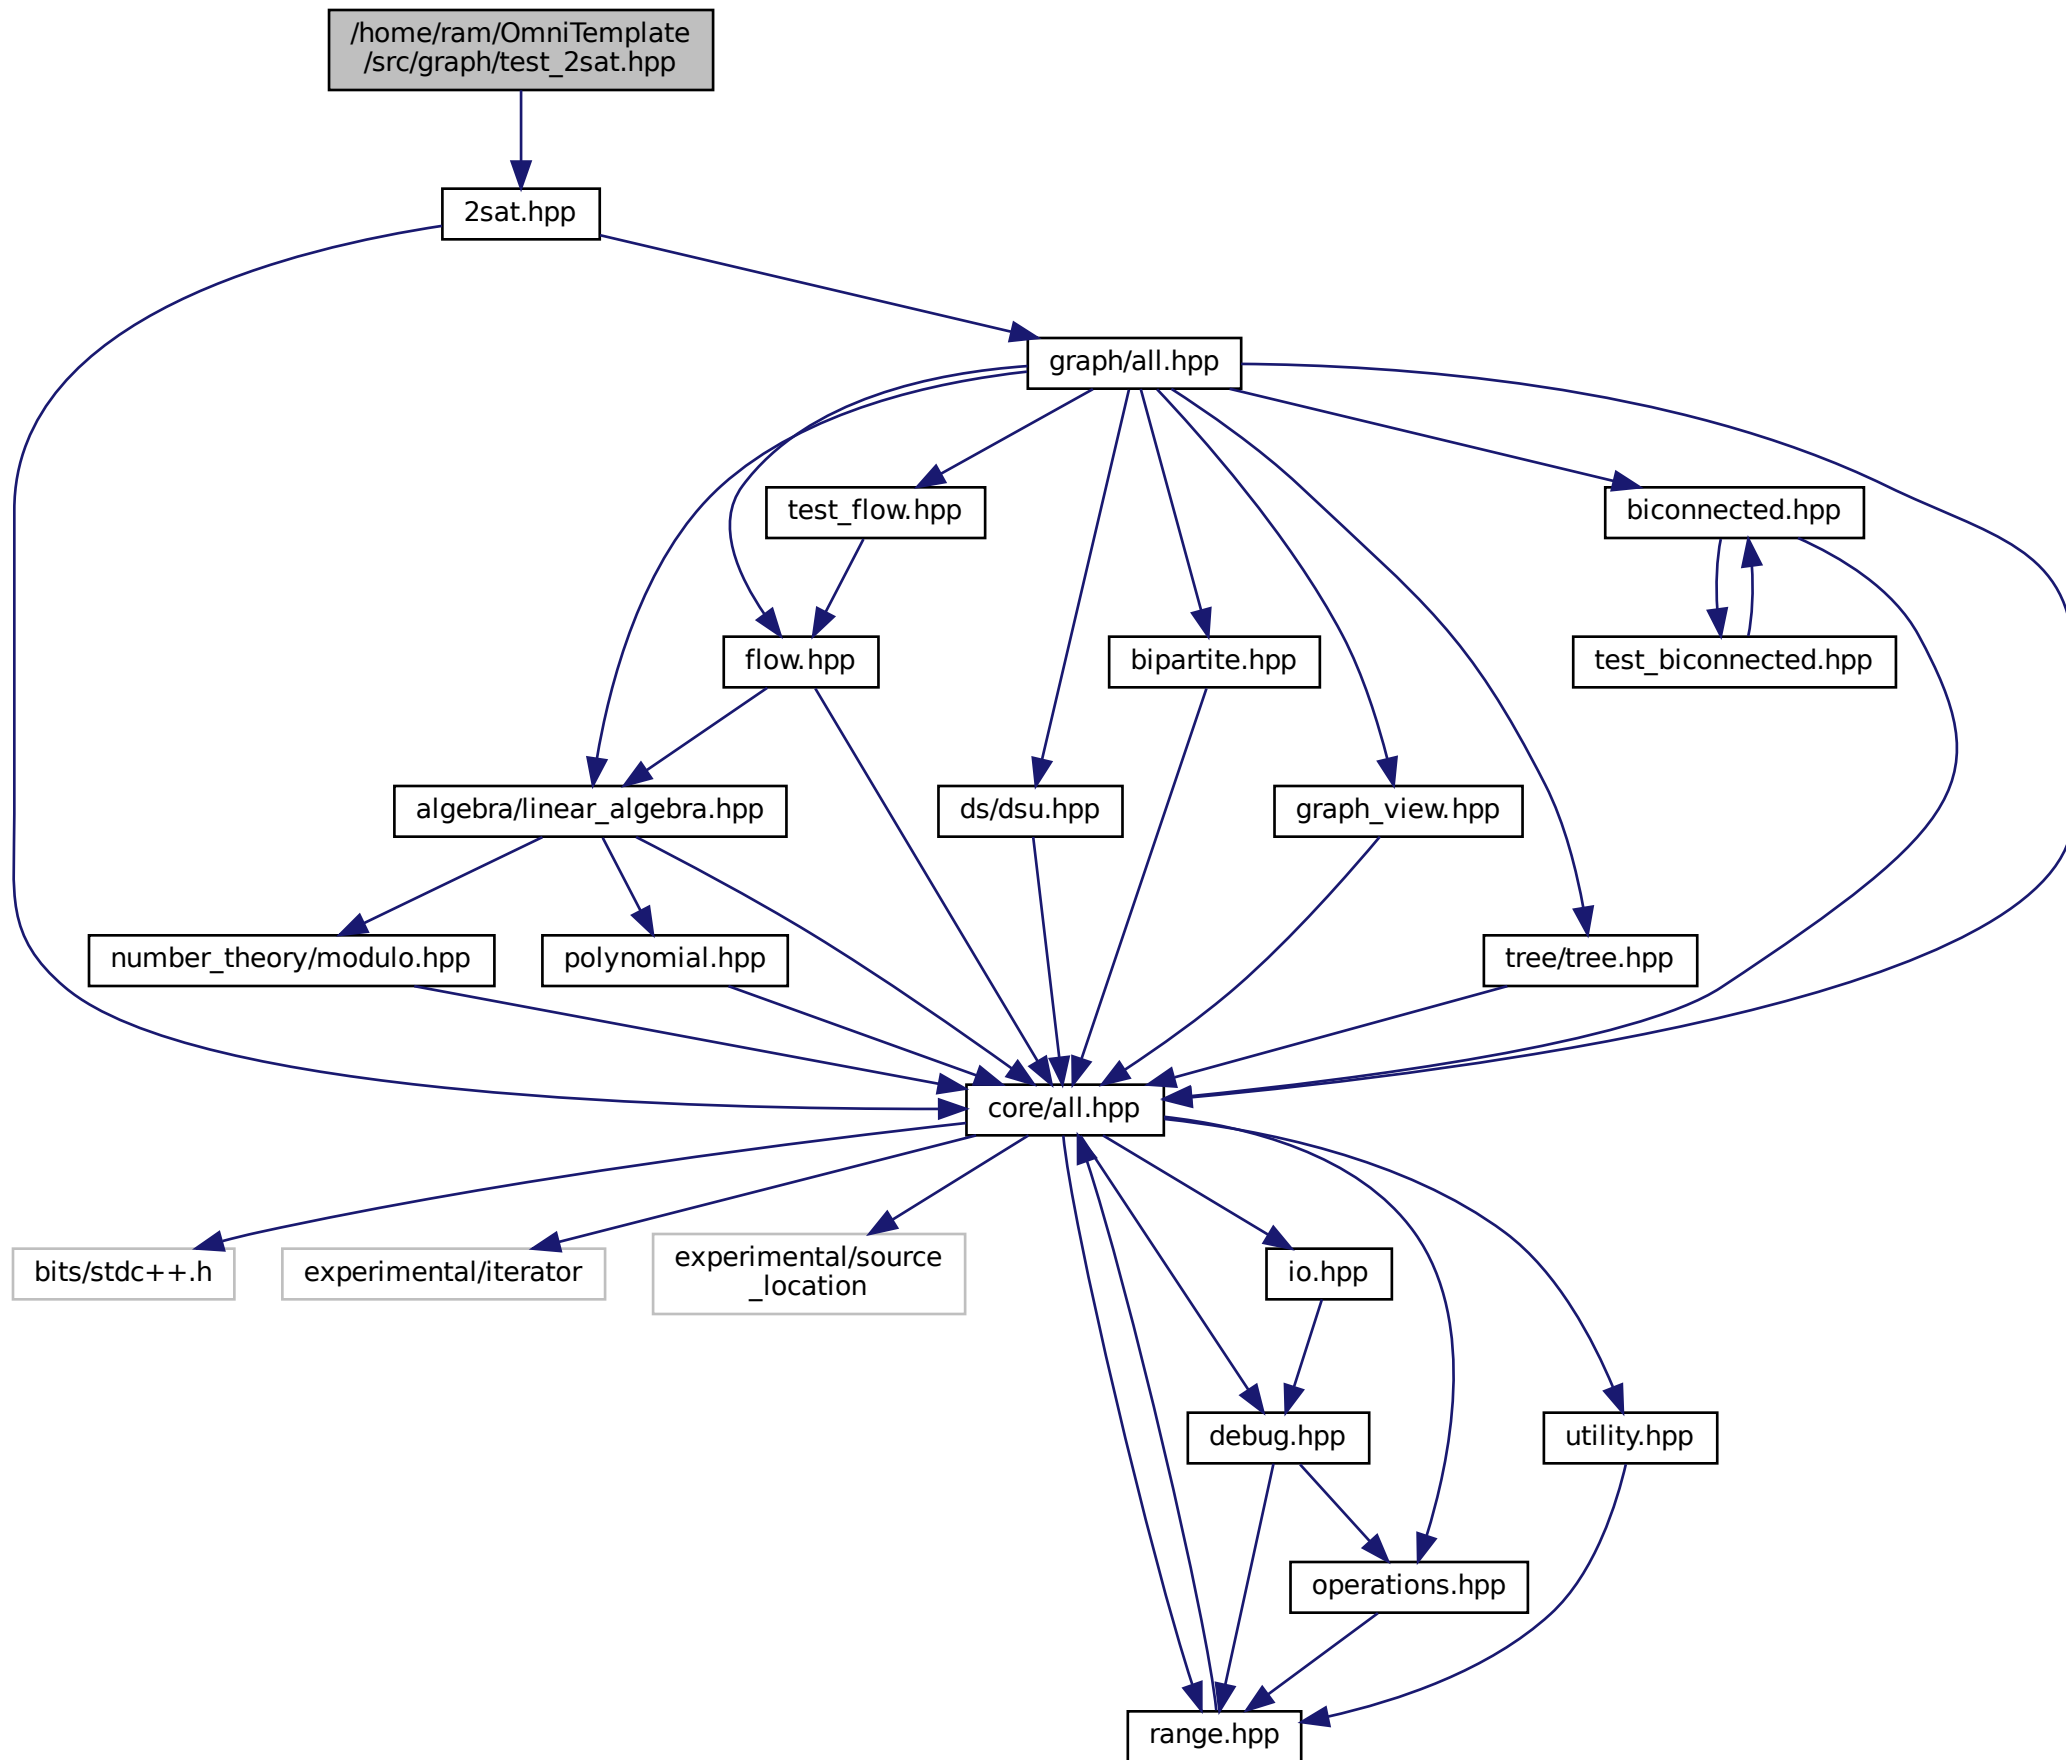 /home/ram/OmniTemplate
/src/graph/test_2sat.hpp
2sat.hpp
graph/all.hpp
test_flow.hpp
biconnected.hpp
flow.hpp
bipartite.hpp
test_biconnected.hpp
algebra/linear_algebra.hpp
ds/dsu.hpp
graph_view.hpp
number_theory/modulo.hpp
polynomial.hpp
tree/tree.hpp
core/all.hpp
bits/stdc++.h
experimental/iterator
experimental/source
_location
io.hpp
debug.hpp
utility.hpp
operations.hpp
range.hpp